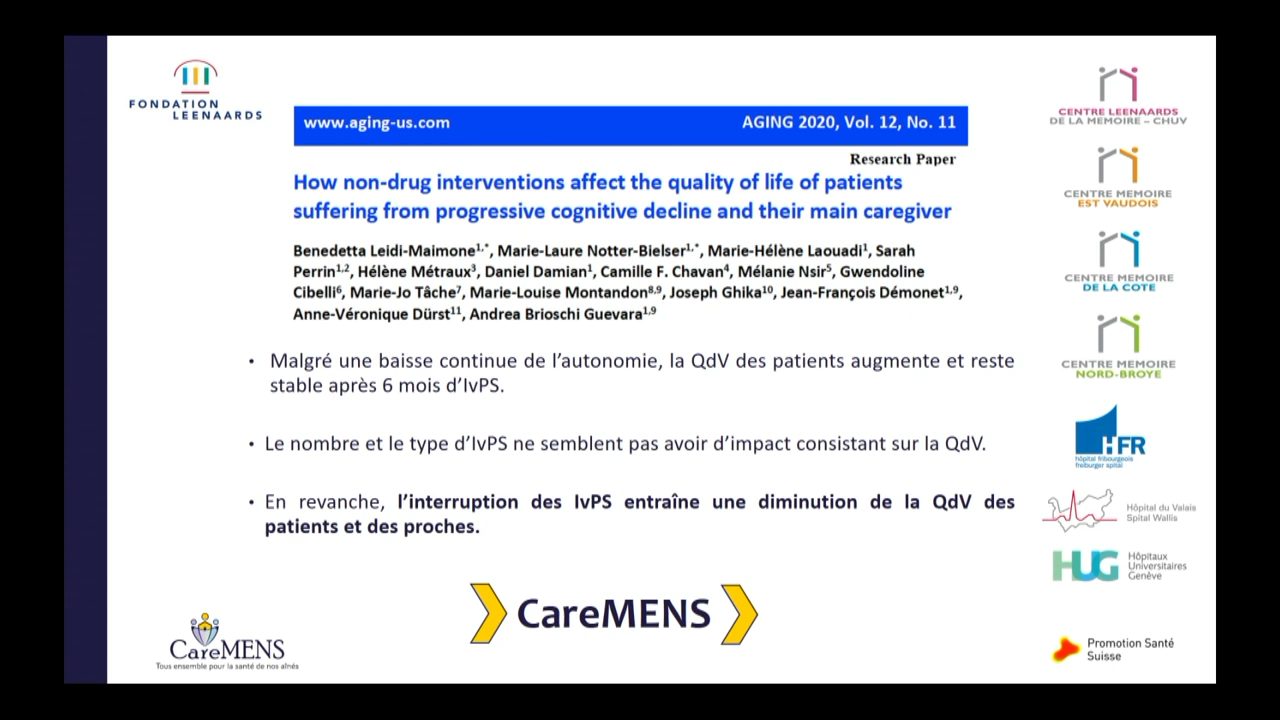 FONDATION
LEENAARDS
www.aging-us.com AGING 2020, Vol. 12, No. 11
Research Paper
How non-drug interventions affect the quality of life of patients
suffering from progressive cognitive decline and their main caregiver
Benedetta Leidi-Maimone1,*, Marie-Laure Notter-Bielser1,*, Marie-Hélène Laouadi1, Sarah
Perrin1,2, Hélène Métraux3, Daniel Damian1, Camille F. Chavan4, Mélanie Nsir5, Gwendoline
Cibelli6, Marie-Jo Tâche7, Marie-Louise Montandon8,9, Joseph Ghika10, Jean-François Démonet1,9,
Anne-Véronique Dürst11, Andrea Brioschi Guevara1,9
• Malgré une baisse continue de l’autonomie, la QdV des patients augmente et reste
stable après 6 mois d’IvPS.
• Le nombre et le type d’IvPS ne semblent pas avoir d’impact consistant sur la QdV.
• En revanche, l’interruption des IvPS entraîne une diminution de la QdV des
patients et des proches.
CareMENS
CareMENS
Tous ensemble pour la santé de nos aînés
CENTRE LEENAARDS
DE LA MEMOIRE – CHUV
CENTRE MEMOIRE
EST VAUDOIS
CENTRE MEMOIRE
DE LA COTE
CENTRE MEMOIRE
NORD-BROYE
HFR
hôpital fribourgeois
freiburger spital
Hôpital du Valais
Spital Wallis
HUG
Hôpitaux
Universitaires
Genève
Promotion Santé
Suisse